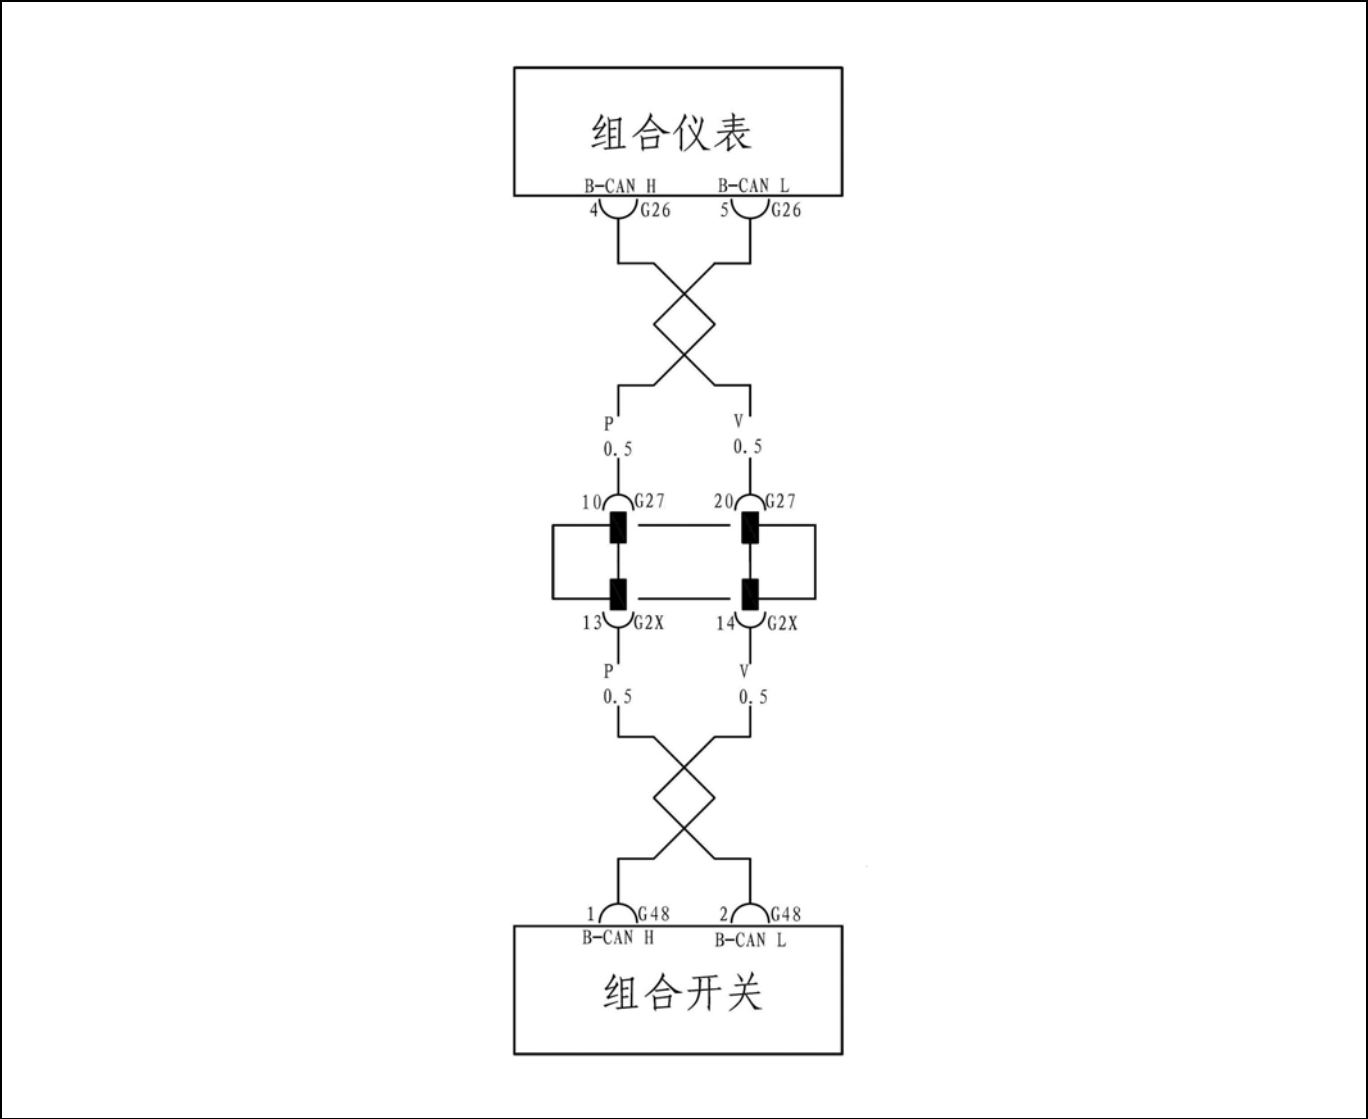 组合仪表
B-CAN H B-CAN L
4 G26 5 G26
P V
0.5 0.5
10 G27 20 G27
13 G2X 14 G2X
P V
0.5 0.5
1 G48 2 G48
B-CAN H B-CAN L
组合开关